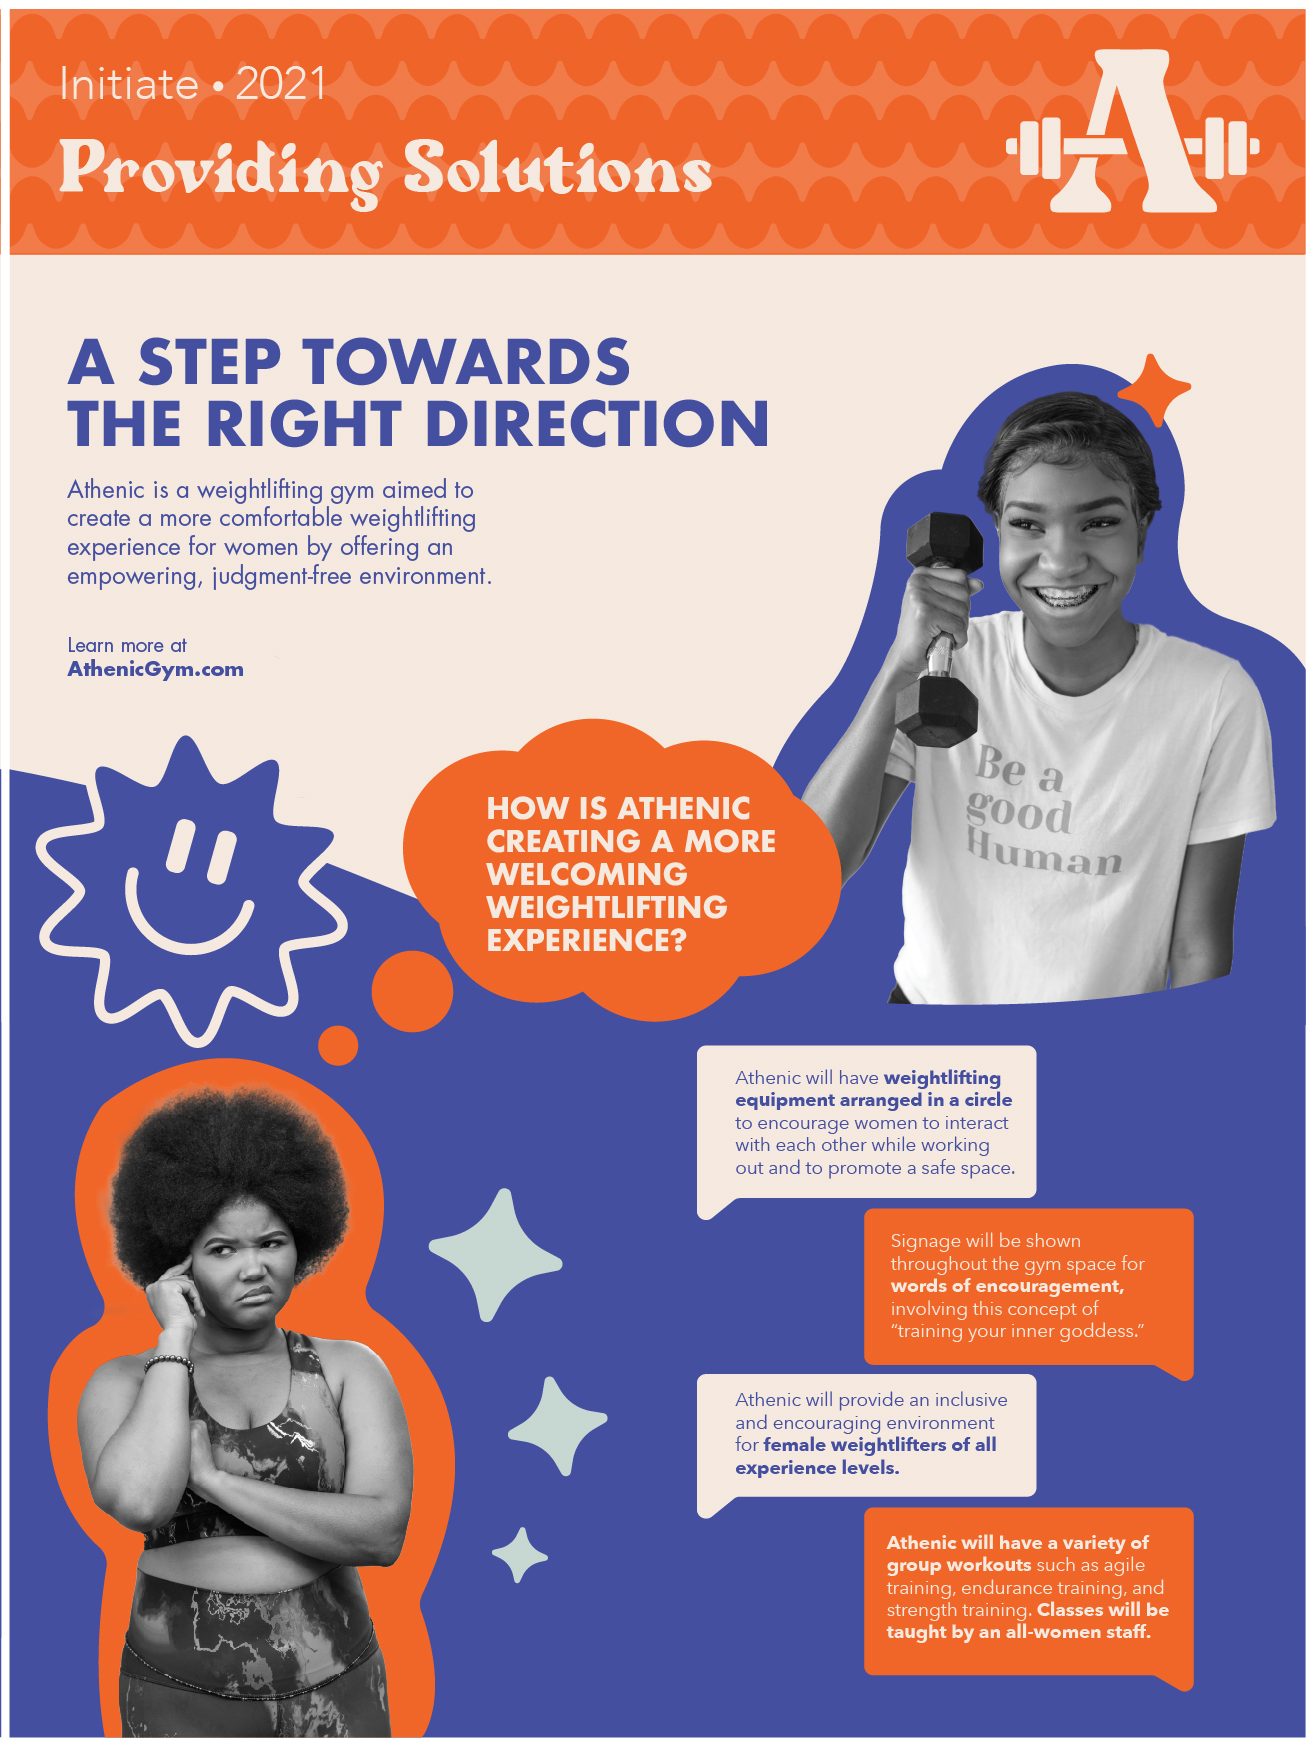 Initiate • 2021
Providing Solutions
A
A STEP TOWARDS
THE RIGHT DIRECTION
Athenic is a weightlifting gym aimed to
create a more comfortable weightlifting
experience for women by offering an
empowering, judgment-free environment.
Learn more at
AthenicGym.com
Be a
good
Human
HOW IS ATHENIC
CREATING A MORE
WELCOMING
WEIGHTLIFTING
EXPERIENCE?
Athenic will have weightlifting
equipment arranged in a circle
to encourage women to interact
with each other while working
out and to promote a safe space.
Signage will be shown
throughout the gym space for
words of encouragement,
involving this concept of
“training your inner goddess.”
Athenic will provide an inclusive
and encouraging environment
for female weightlifters of all
experience levels.
Athenic will have a variety of
group workouts such as agile
training, endurance training, and
strength training. Classes will be
taught by an all-women staff.